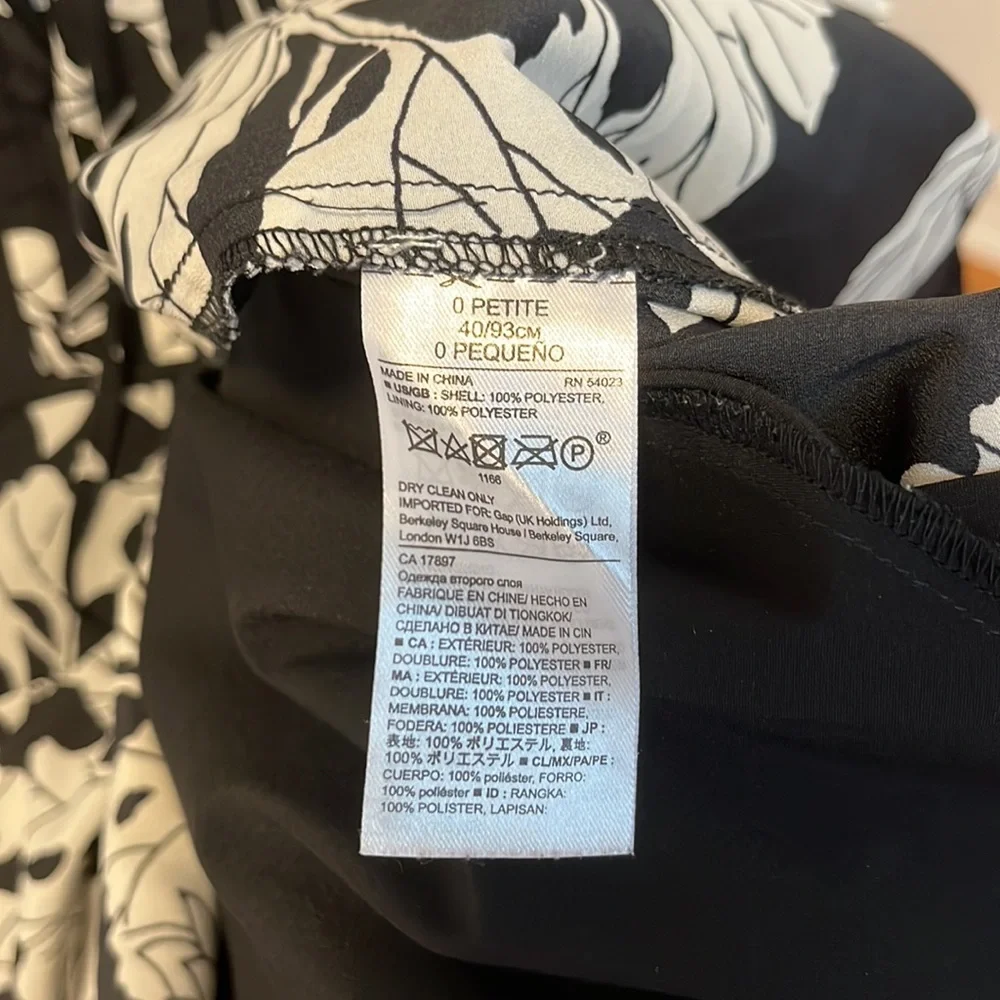 0 PETITE
40/93CM
0 PEQUEÑO
MADE IN CHINA RN 54023
■ US/GB : SHELL: 100% POLYESTER,
LINING: 100% POLYESTER
P ®
1166
DRY CLEAN ONLY
IMPORTED FOR: Gap (UK Holdings) Ltd,
Berkeley Square House / Berkeley Square,
London W1J 6BS
CA 17897
Одежда второго слоя
FABRIQUE EN CHINE/ HECHO EN
CHINA/ DIBUAT DI TIONGKOK/
СДЕЛАНО В КИТАЕ/ MADE IN CIN
■ CA : EXTÉRIEUR: 100% POLYESTER,
DOUBLURE: 100% POLYESTER ■ FR/
MA : EXTÉRIEUR: 100% POLYESTER,
DOUBLURE: 100% POLYESTER ■ IT :
MEMBRANA: 100% POLIESTERE,
FODERA: 100% POLIESTERE ■ JP :
表地: 100% ポリエステル, 裏地:
100% ポリエステル ■ CL/MX/PA/PE :
CUERPO: 100% poliéster, FORRO:
100% poliéster ■ ID : RANGKA:
100% POLISTER, LAPISAN: